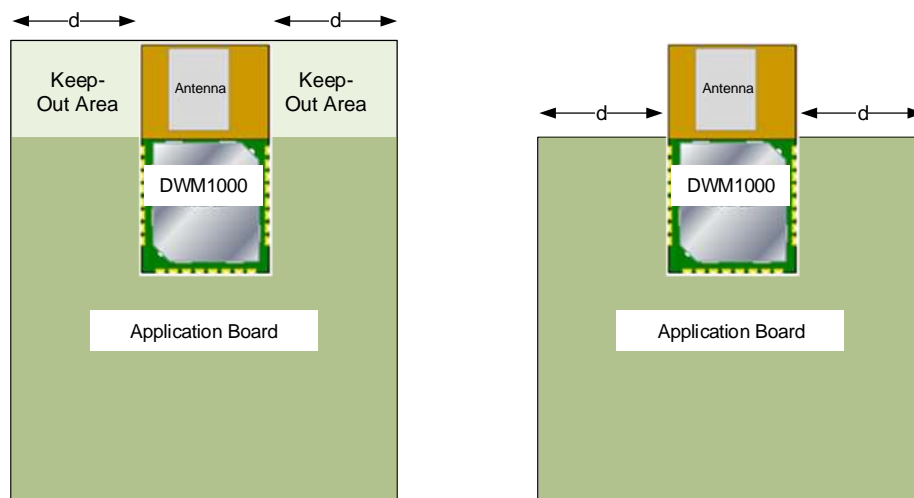 d
d
Keep-
Out Area
Antenna
Keep-
Out Area
DWM1000
Application Board
Antenna
d
d
DWM1000
Application Board